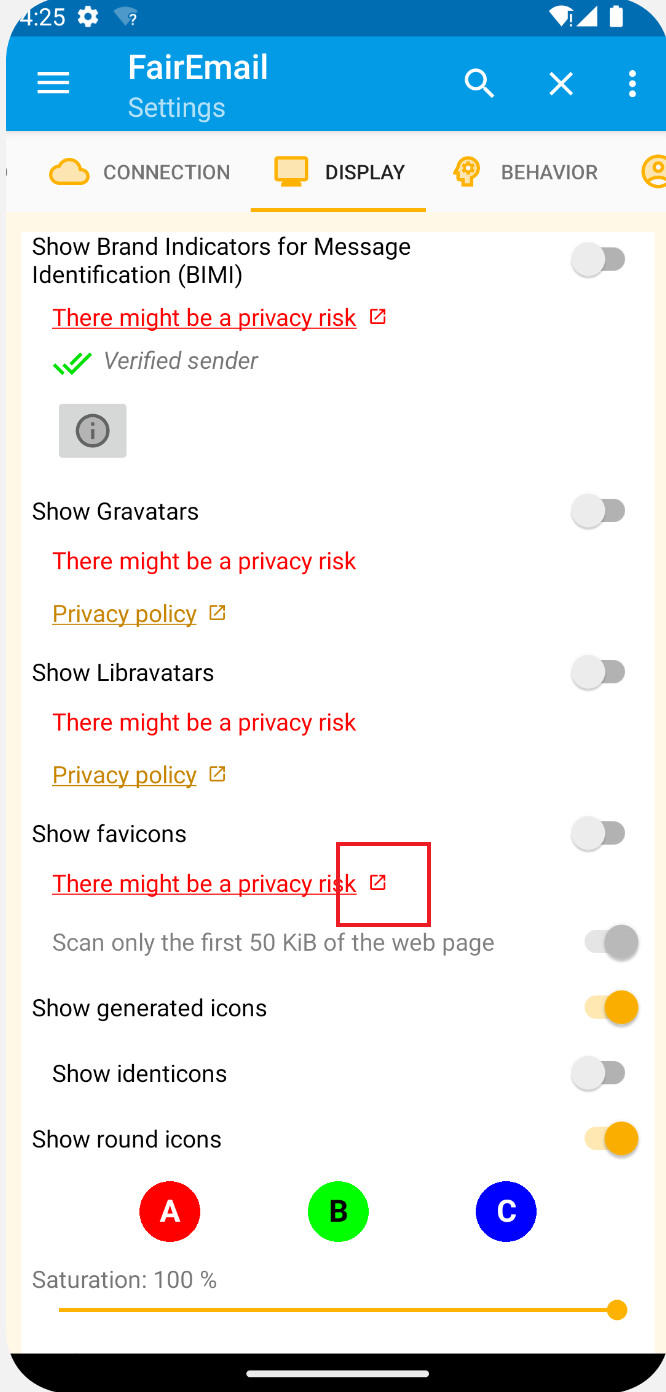 4:25
FairEmail
Settings
CONNECTION
DISPLAY
BEHAVIOR
Show Brand Indicators for Message
Identification (BIMI)
There might be a privacy risk
Verified sender
Show Gravatars
There might be a privacy risk
Privacy policy
Show Libravatars
There might be a privacy risk
Privacy policy
Show favicons
There might be a privacy risk
Scan only the first 50 KiB of the web page
Show generated icons
Show identicons
Show round icons
A B C
Saturation: 100 %